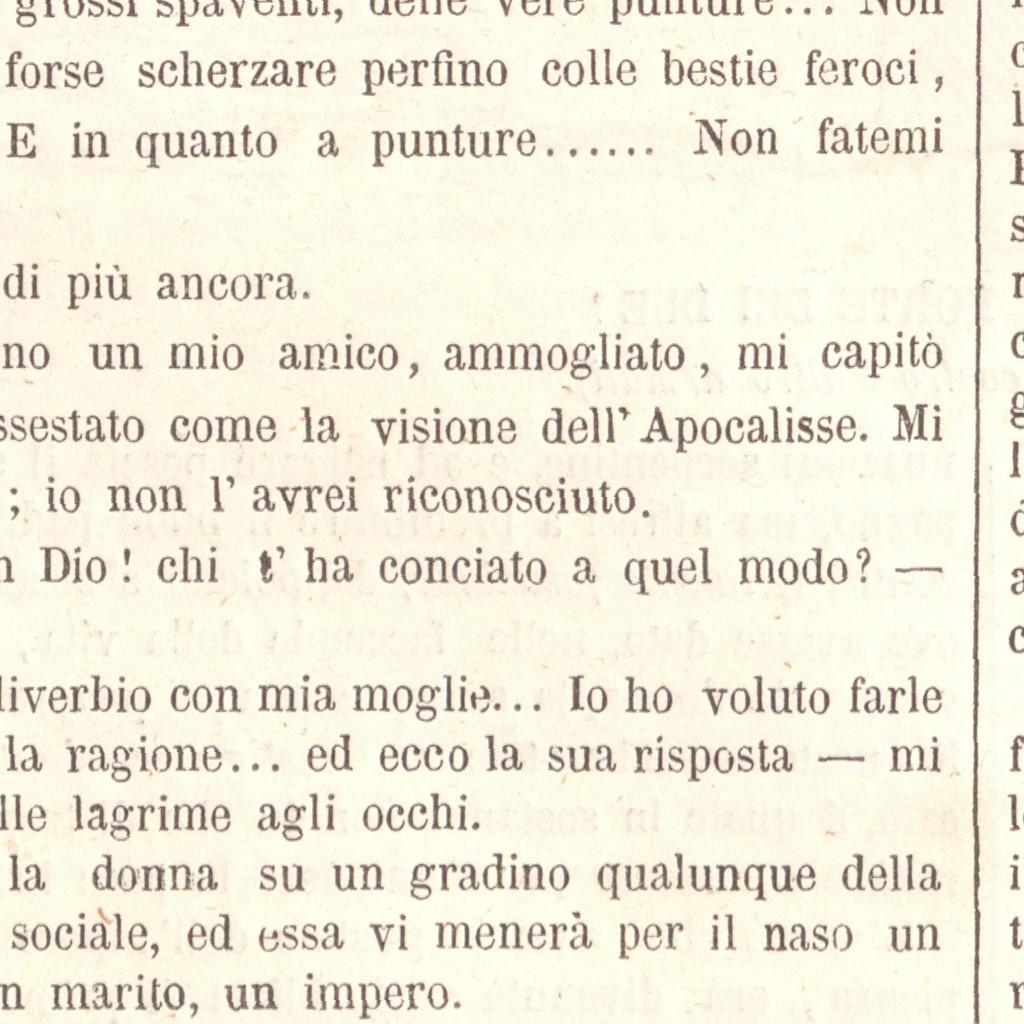 grossi spaventi, delle vere punture... Non
forse scherzare perfino colle bestie feroci,
E in quanto a punture...... Non fatemi
di più ancora.
no un mio amico, ammogliato, mi capitò
ssestato come la visione dell' Apocalisse. Mi
; io non l' avrei riconosciuto.
Dio! chi t' ha conciato a quel modo? —
liverbio con mia moglie... Io ho voluto farle
la ragione... ed ecco la sua risposta — mi
lle lagrime agli occhi.
la donna su un gradino qualunque della
sociale, ed essa vi menerà per il naso un
n marito, un impero.